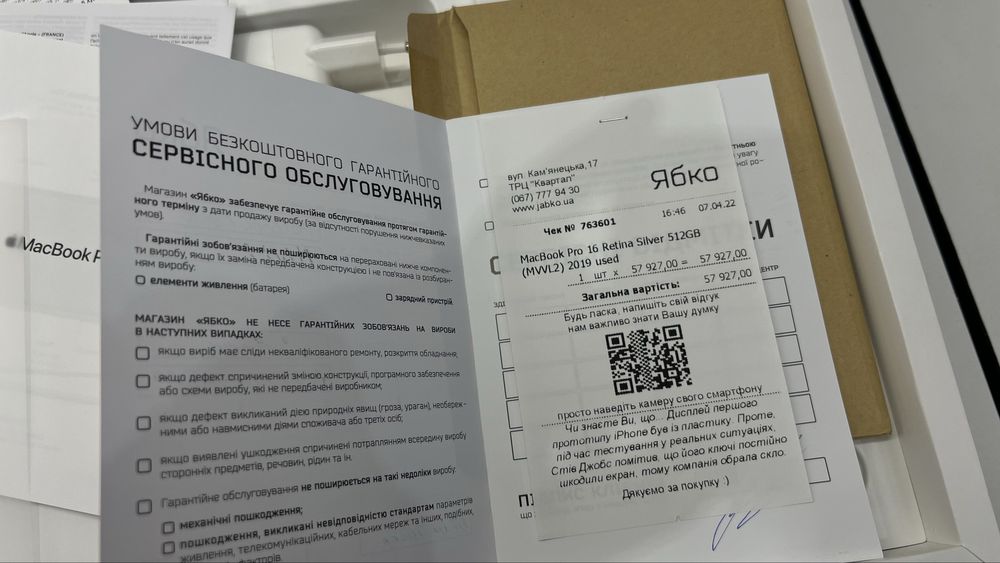 (FRANCE)
MacBook P
УМОВИ БЕЗКОШТОВНОГО ГАРАНТІЙНОГО
СЕРВІСНОГО ОБСЛУГОВУВАННЯ
Магазин «Ябко» забезпечує гарантійне обслуговування протягом гарантій-
ного терміну з дати продажу виробу (за відсутності порушення нижчевказаних
умов).
Гарантійні зобов'язання не поширюються на перераховані нижче компонен-
ти виробу, якщо їх заміна передбачена конструкцією і не пов'язана із розбиран-
ням виробу:
елементи живлення (батарея)
зарядний пристрій
МАГАЗИН «ЯБКО» НЕ НЕСЕ ГАРАНТІЙНИХ ЗОБОВ'ЯЗАНЬ НА ВИРОБИ
В НАСТУПНИХ ВИПАДКАХ:
якщо виріб має сліди некваліфікованого ремонту, розкриття обладнання;
якщо дефект спричинений зміною конструкції, програмного забезпечення
або схеми виробу, які не передбачені виробником;
якщо дефект викликаний дією природніх явищ (гроза, ураган), необереж-
ними або навмисними діями споживача або третіх осіб;
якщо виявлені ушкодження спричинені потраплянням всередину виробу
сторонніх предметів, речовин, рідин та ін.
Гарантійне обслуговування не поширюється на такі недоліки виробу:
механічні пошкодження;
пошкодження, викликані невідповідністю стандартам параметрів
живлення, телекомунікаційних, кабельних мереж та інших, подібних,
факторів.
вул. Кам'янецька,17
ТРЦ "Квартал"
(067) 777 94 30
www.jabko.ua
Ябко
Чек № 763601
16:46 07.04.22
MacBook Pro 16 Retina Silver 512GB
(MVVL2) 2019 used
1 шт x 57 927,00 = 57 927,00
Загальна вартість: 57 927,00
Будь ласка, напишіть свій відгук
нам важливо знати Вашу думку
просто наведіть камеру свого смартфону
Чи знаєте Ви, що... Дисплей першого
прототипу iPhone був із пластику. Проте,
під час тестування у реальних ситуаціях,
Стів Джобс помітив, що його ключі постійно
шкодили екран, тому компанія обрала скло.
Дякуємо за покупку :)